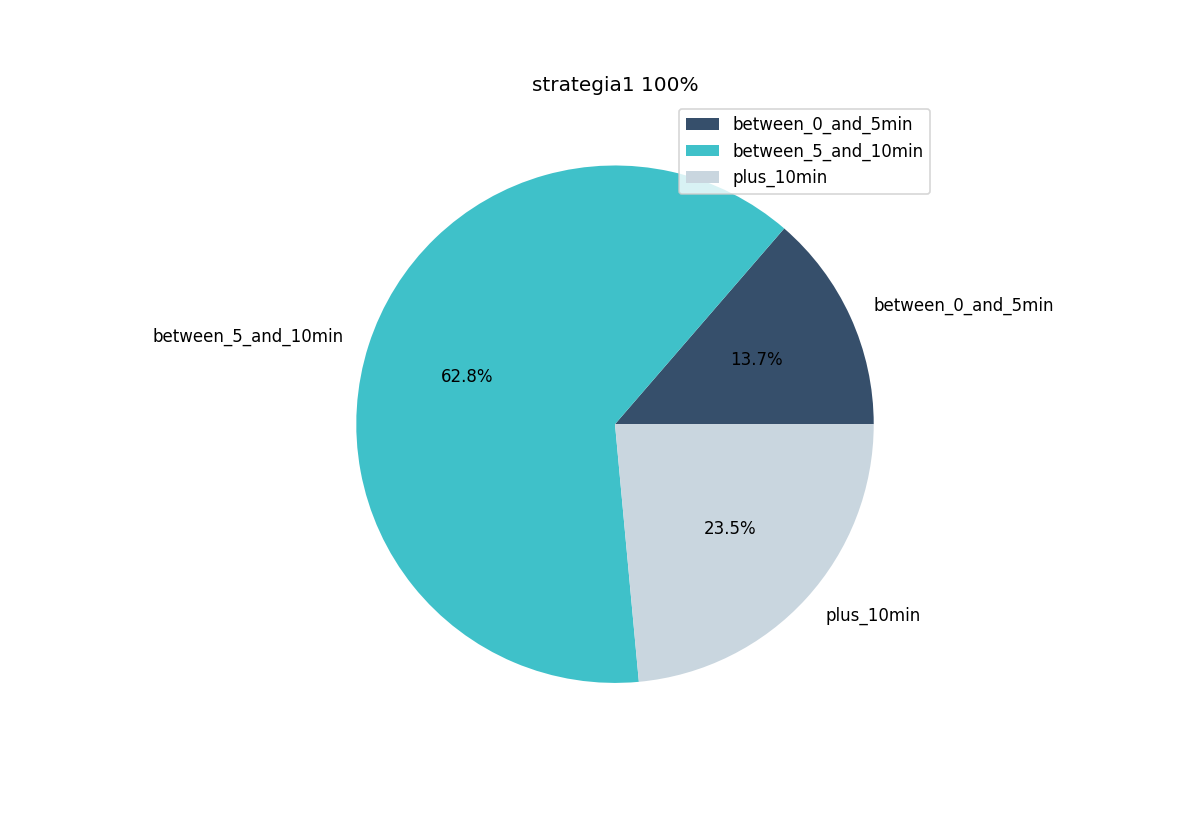 strategia1 100%
between_0_and_5min
between_5_and_10min
plus_10min
between_0_and_5min
between_5_and_10min
13.7%
62.8%
23.5%
plus_10min